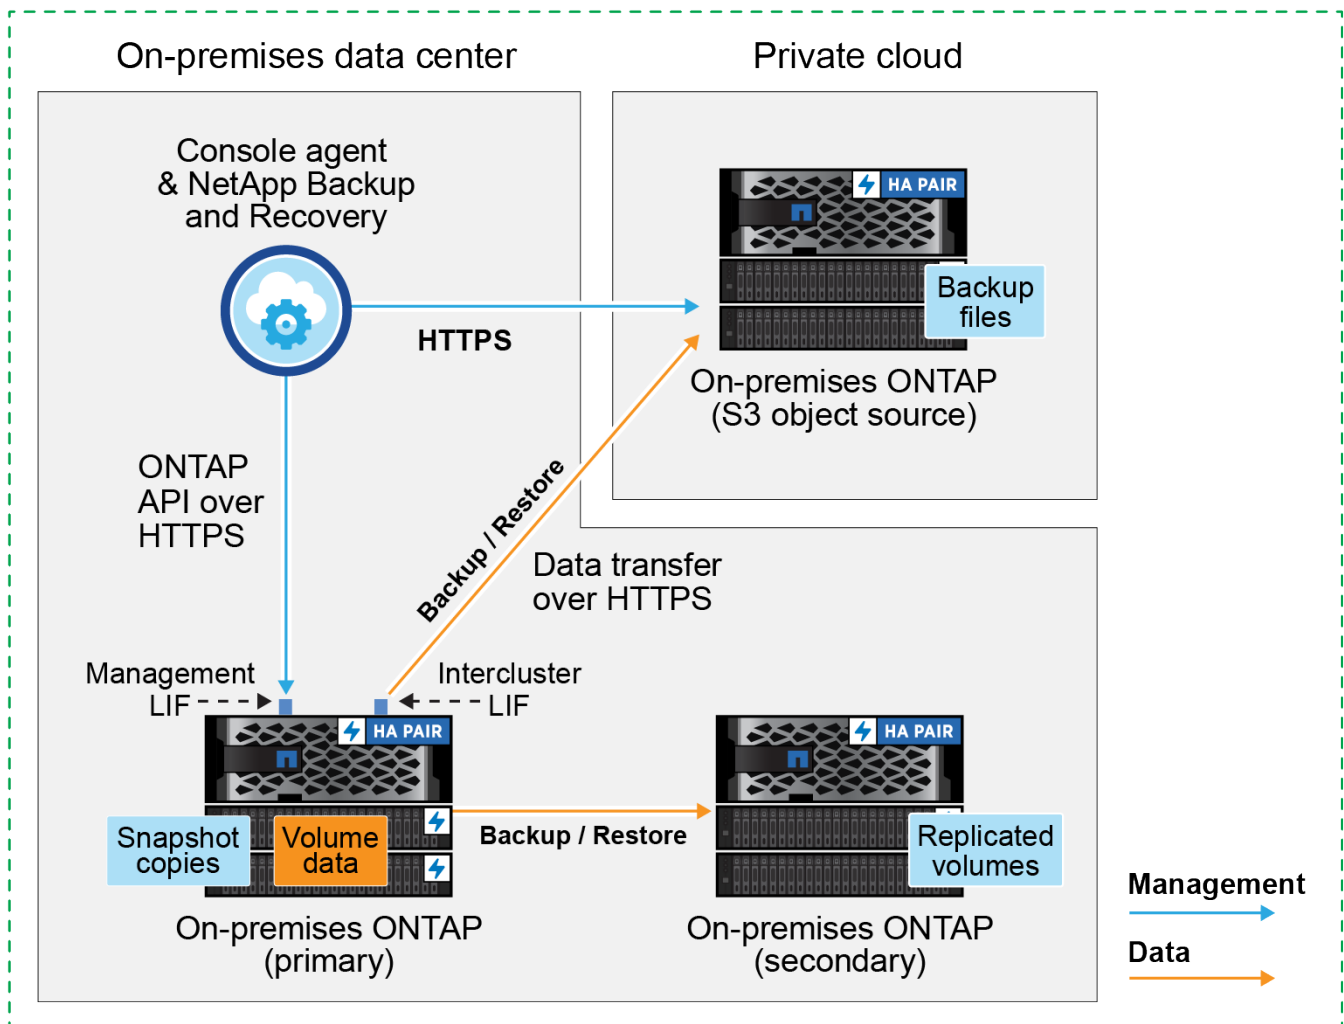 On-premises data center
Private cloud
Console agent
& NetApp Backup
and Recovery
HA PAIR
Backup
files
HTTPS
On-premises ONTAP
(S3 object source)
ONTAP
API over
HTTPS
Backup / Restore
Data transfer
over HTTPS
Management
LIF
Intercluster
LIF
HA PAIR
HA PAIR
Snapshot
copies
Volume
data
Backup / Restore
Replicated
volumes
On-premises ONTAP
(primary)
On-premises ONTAP
(secondary)
Management
Data